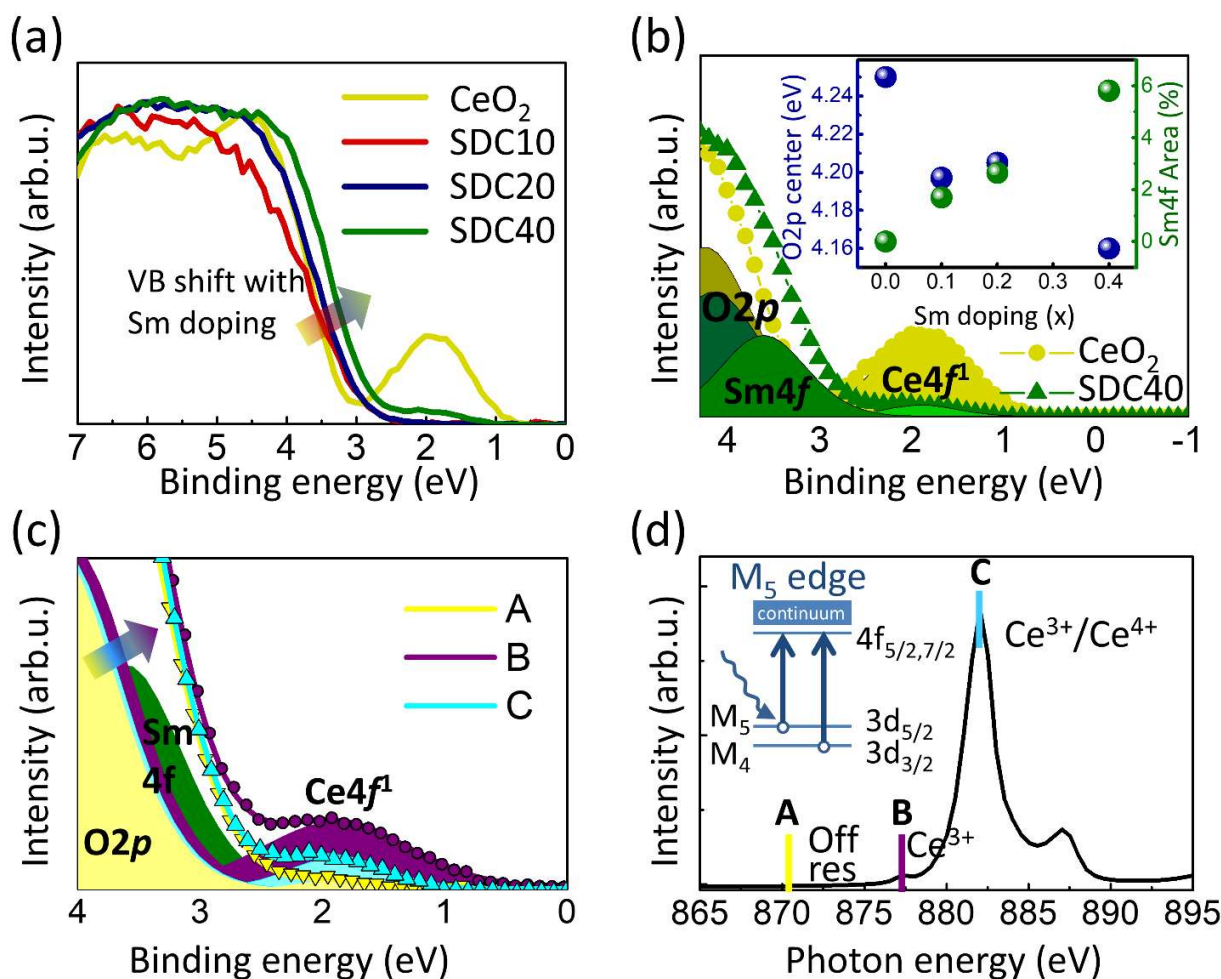 (a)
Intensity (arb.u.)
CeO₂
SDC10
SDC20
SDC40
VB shift with
Sm doping
7 6 5 4 3 2 1 0
Binding energy (eV)
(b)
Intensity (arb.u.)
O2p center (eV)
4.24
4.20
4.18
4.16
Sm4f Area (%)
6
4
2
0
0.0 0.1 0.2 0.3 0.4
Sm doping (x)
O2p
Sm4f
Ce4f¹
CeO₂
SDC40
4 3 2 1 0 -1
Binding energy (eV)
(c)
Intensity (arb.u.)
A
B
C
Sm
4f
O2p
Ce4f¹
4 3 2 1 0
Binding energy (eV)
(d)
Intensity (arb.u.)
M₅ edge
continuum
4f₅/₂,₇/₂
M₅
M₄
3d₅/₂
3d₃/₂
C
Ce³⁺/Ce⁴⁺
A
Off
res
B
Ce³⁺
865 870 875 880 885 890 895
Photon energy (eV)